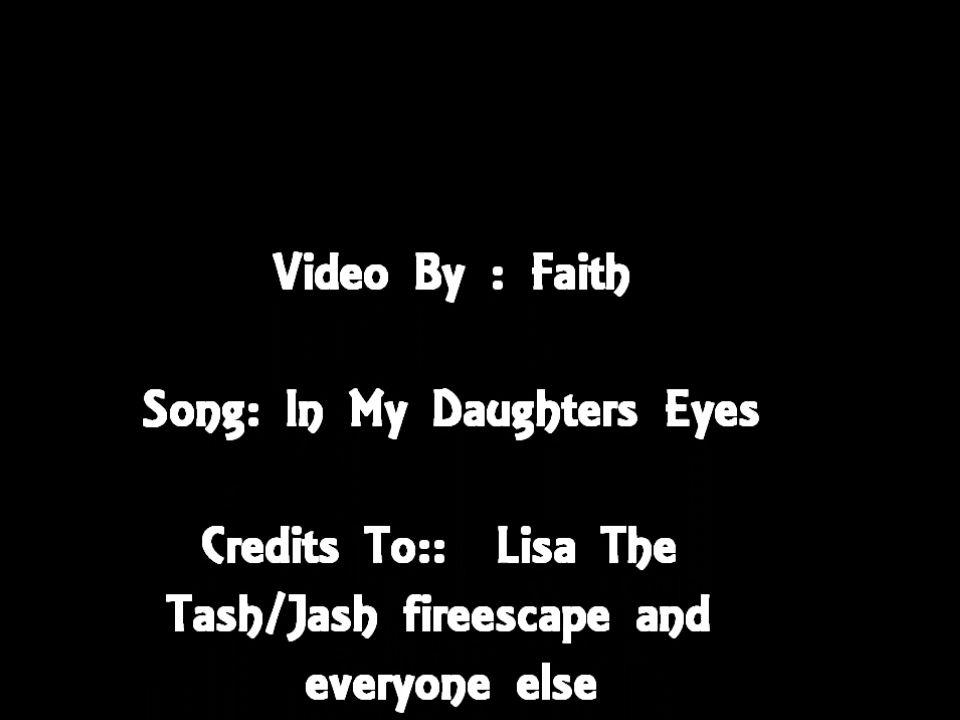 Video By : Faith
Song: In My Daughters Eyes
Credits To:: Lisa The
Tash/Jash fireescape and
everyone else